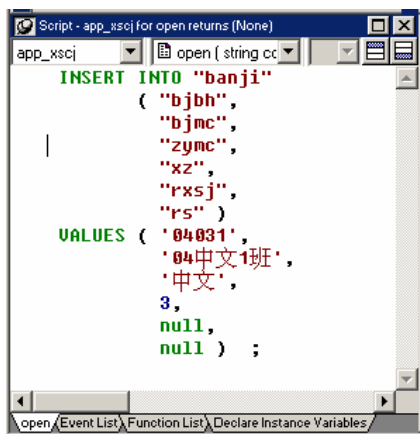 Script - app_xscj for open returns (None)
app_xscj open ( string co
INSERT INTO "banji"
( "bjbh",
"bjmc",
"zymc",
"xz",
"rxsj",
"rs" )
VALUES ( '04031',
'04中文1班',
'中文',
3,
null,
null ) ;
open Event List Function List Declare Instance Variables